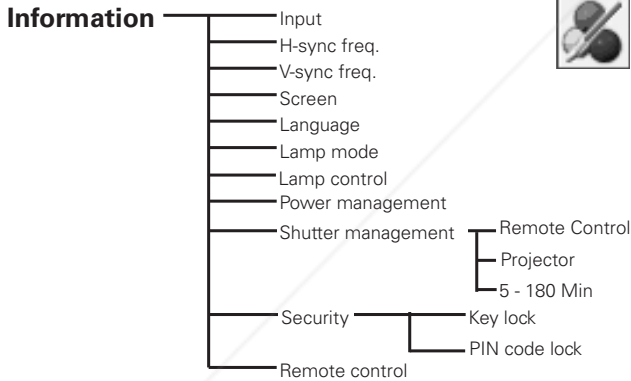 Information
Input
H-sync freq.
V-sync freq.
Screen
Language
Lamp mode
Lamp control
Power management
Shutter management
Remote Control
Projector
5 - 180 Min
Security
Key lock
PIN code lock
Remote control